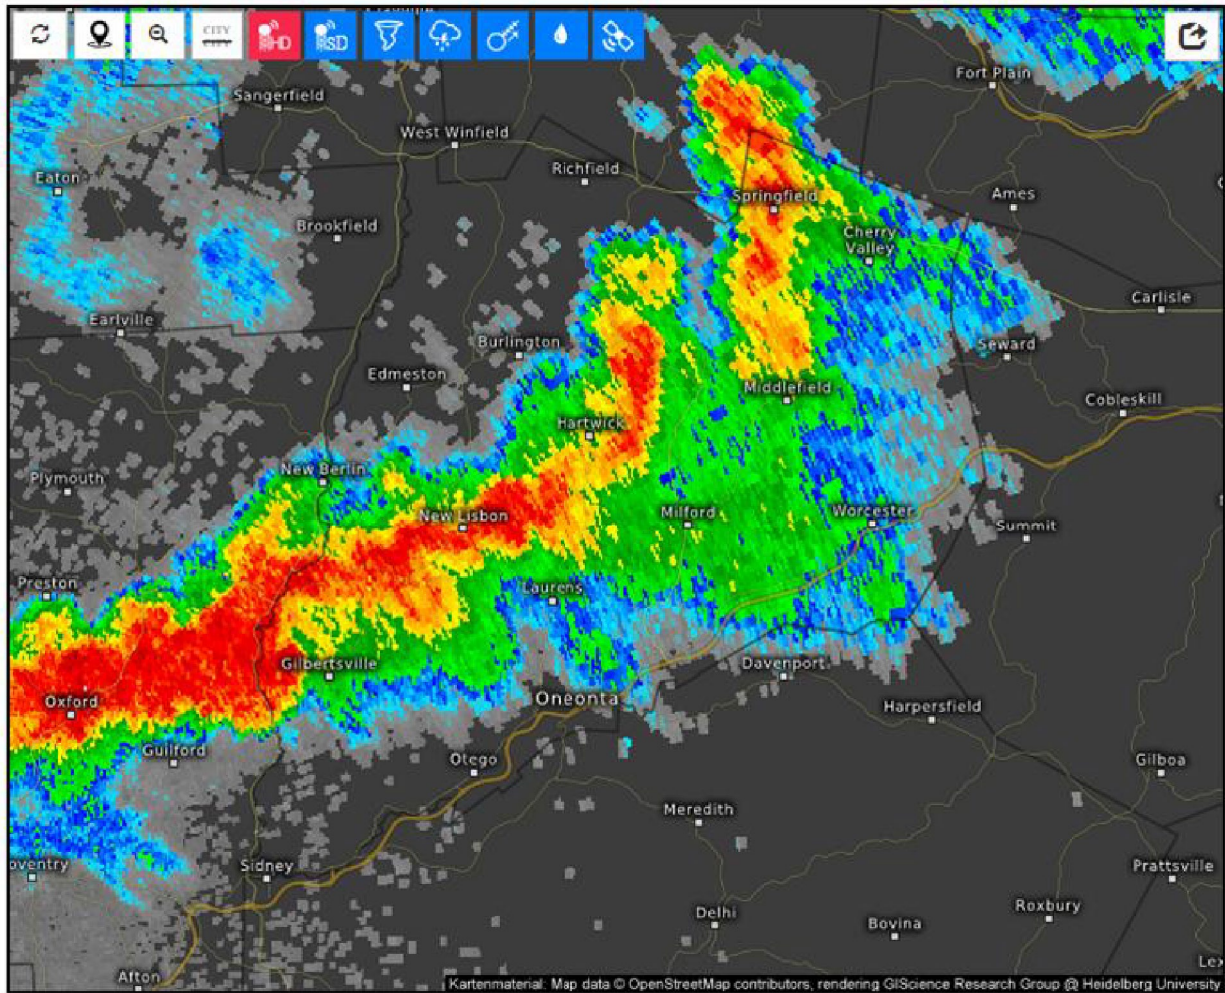 CITY
CITY
HD
SD
Fort Plain
Sangerfield
West Winfield
Richfield
Eaton
Springfield
Ames
Brookfield
Cherry
Valley
Carlisle
Earlville
Burlington
Seward
Edmeston
Middlefield
Cobleskill
Hartwick
New Berlin
Plymouth
New Lisbon
Milford
Worcester
Summit
Preston
Laurens
Gilbertsville
Davenport
Oxford
Oneonta
Harpersfield
Guilford
Otego
Gilboa
Meredith
oventry
Sidney
Prattsville
Delhi
Roxbury
Bovina
Lex
Afton
Kartenmaterial: Map data © OpenStreetMap contributors, rendering GIScience Research Group @ Heidelberg University